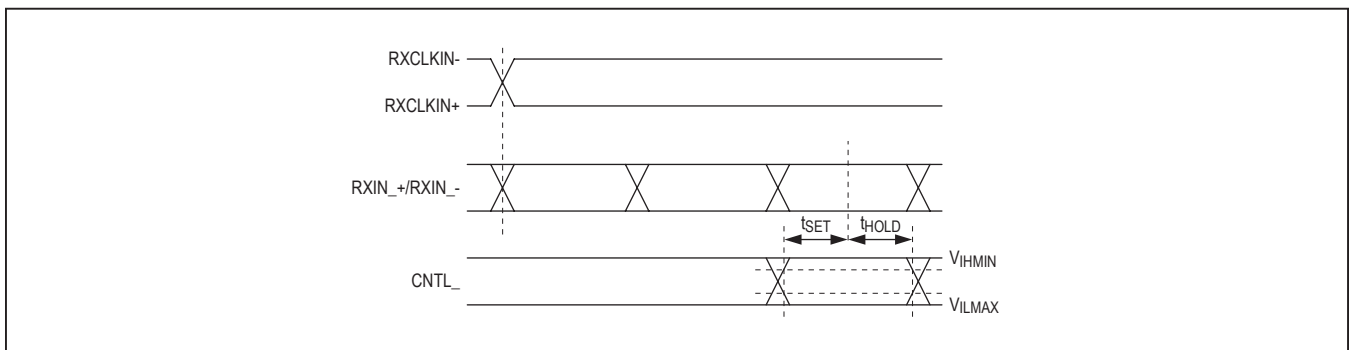 RXCLKIN-
RXCLKIN+
RXIN_+/RXIN_-
tSET
tHOLD
VIHMIN
CNTL_
VILMAX